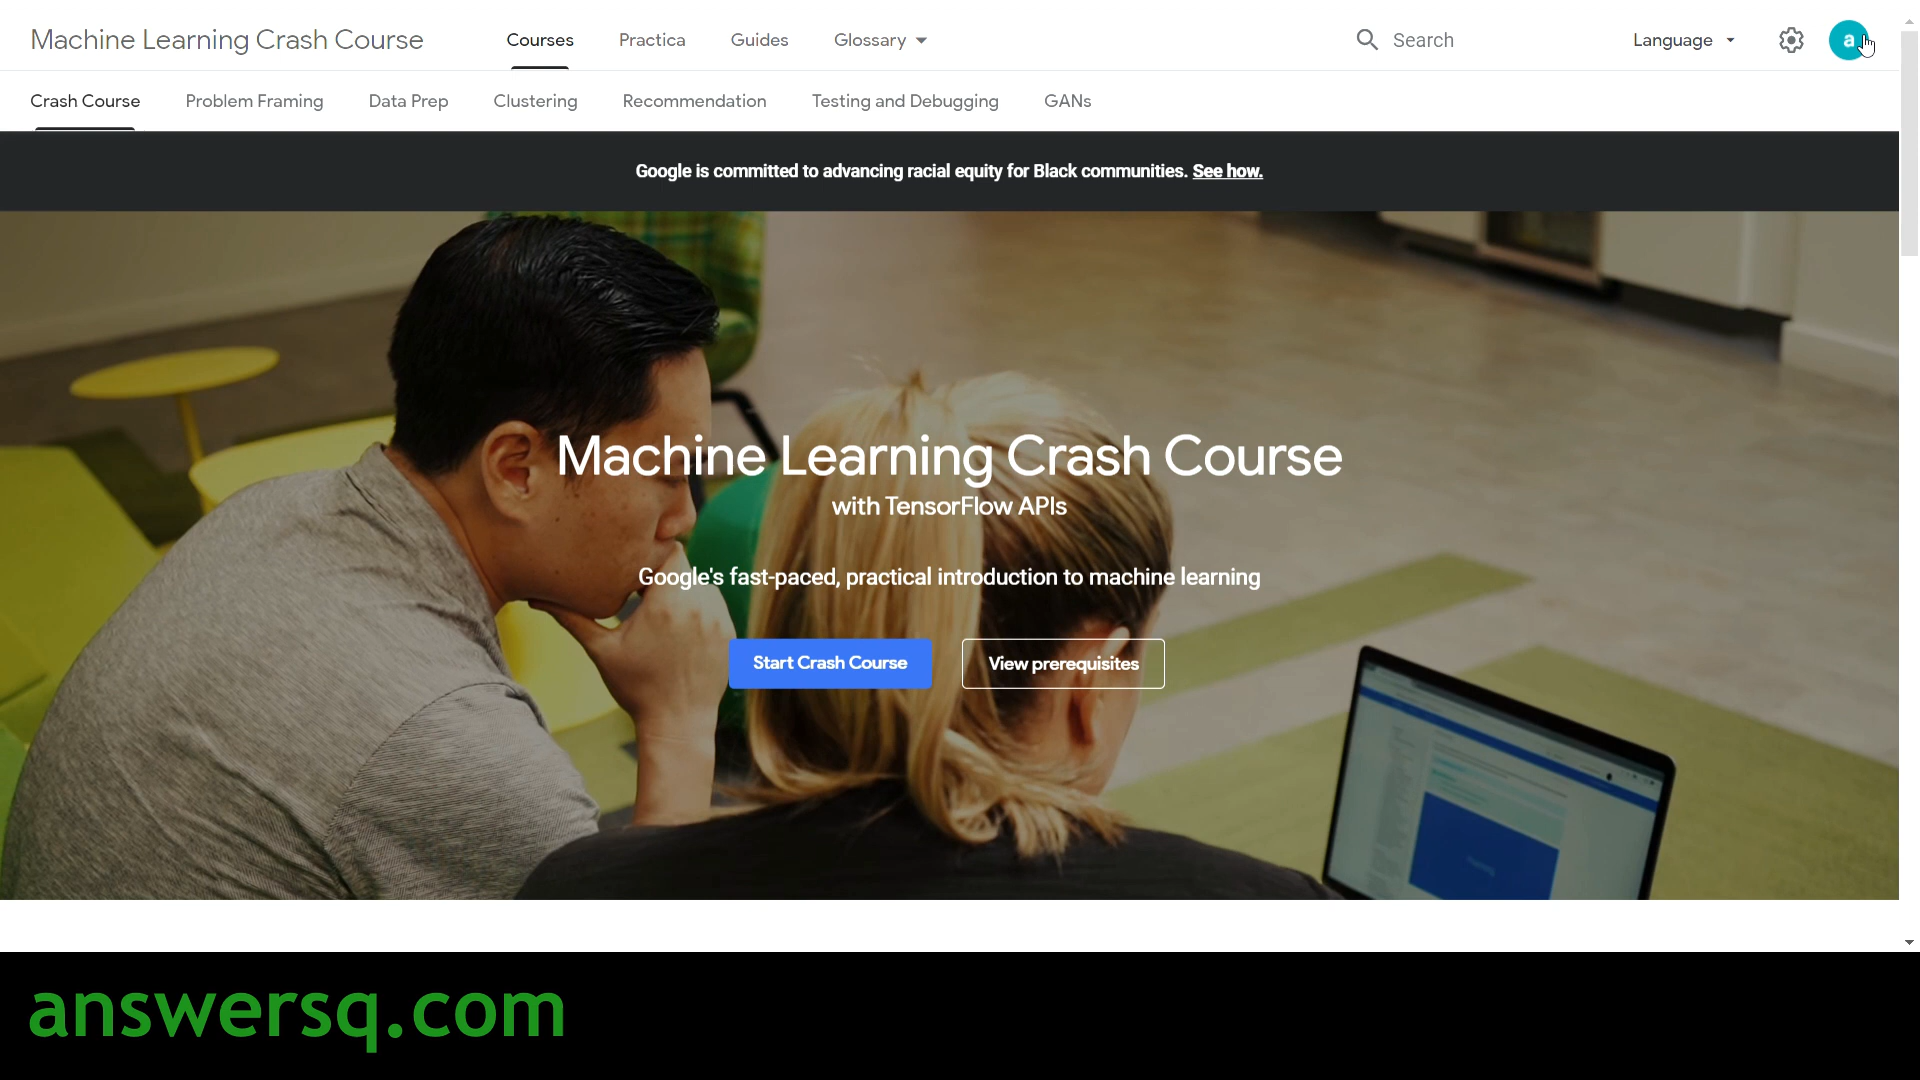 Machine Learning Crash Course
Courses Practica Guides Glossary
Search
Language
a
Crash Course Problem Framing Data Prep Clustering Recommendation Testing and Debugging GANs
Google is committed to advancing racial equity for Black communities. See how.
Machine Learning Crash Course
with TensorFlow APIs
Google's fast-paced, practical introduction to machine learning
Start Crash Course View prerequisites
answersq.com